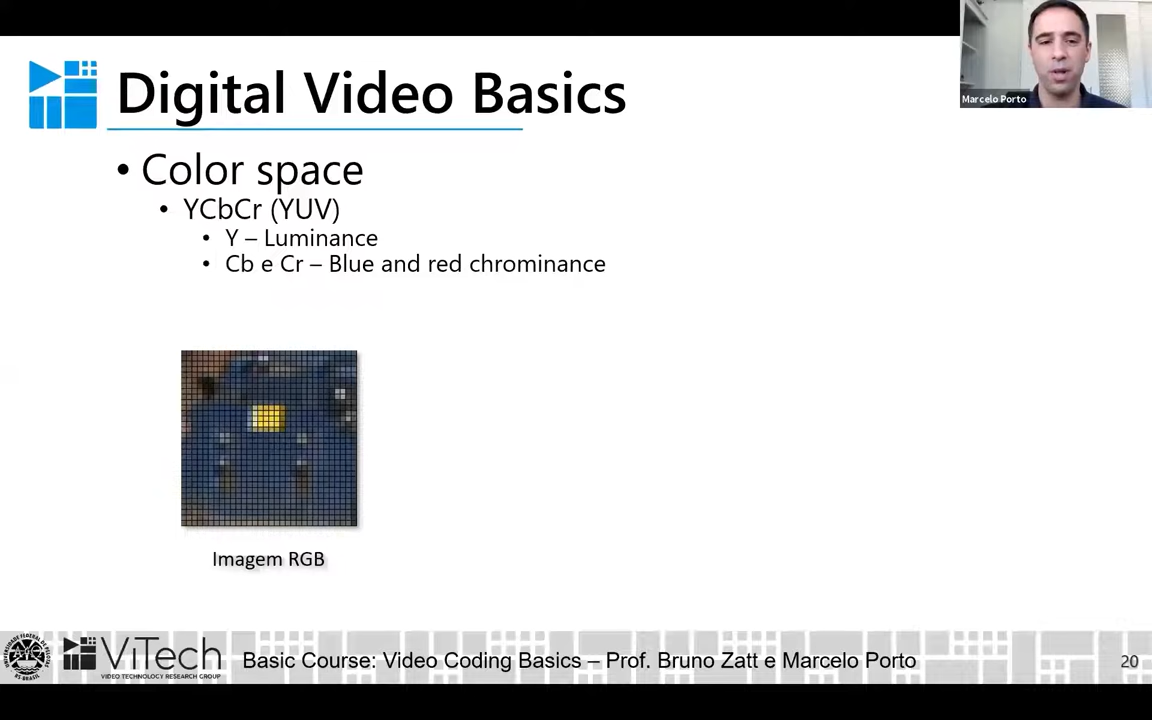 Marcelo Porto
Digital Video Basics
• Color space
• YCbCr (YUV)
• Y – Luminance
• Cb e Cr – Blue and red chrominance
Imagem RGB
ViTech
VIDEO TECHNOLOGY RESEARCH GROUP
Basic Course: Video Coding Basics – Prof. Bruno Zatt e Marcelo Porto
20